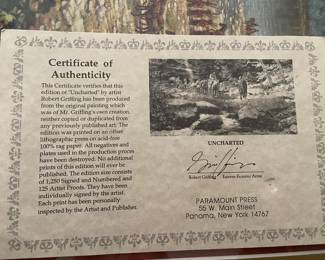 Certificate of
Authenticity
This Certificate verifies that this
edition of "Uncharted" by artist
Robert Griffing has been produced
from the original painting which
was of Mr. Griffing's own creation,
neither copied or duplicated from
any previously published art. The
edition was printed on an offset
lithographing press on acid-free
100% rag paper. All negatives and
plates used in the production process
have been destroyed. No additional
prints of this edition will ever be
published. The edition size consists
of 1,250 Signed and Numbered and
125 Artist Proofs. They have been
individually signed by the artist.
Each print has been personally
inspected by the Artist and Publisher.
UNCHARTED
Robert Griffing
Artist
PARAMOUNT PRESS
55 W. Main Street
Panama, New York 14767